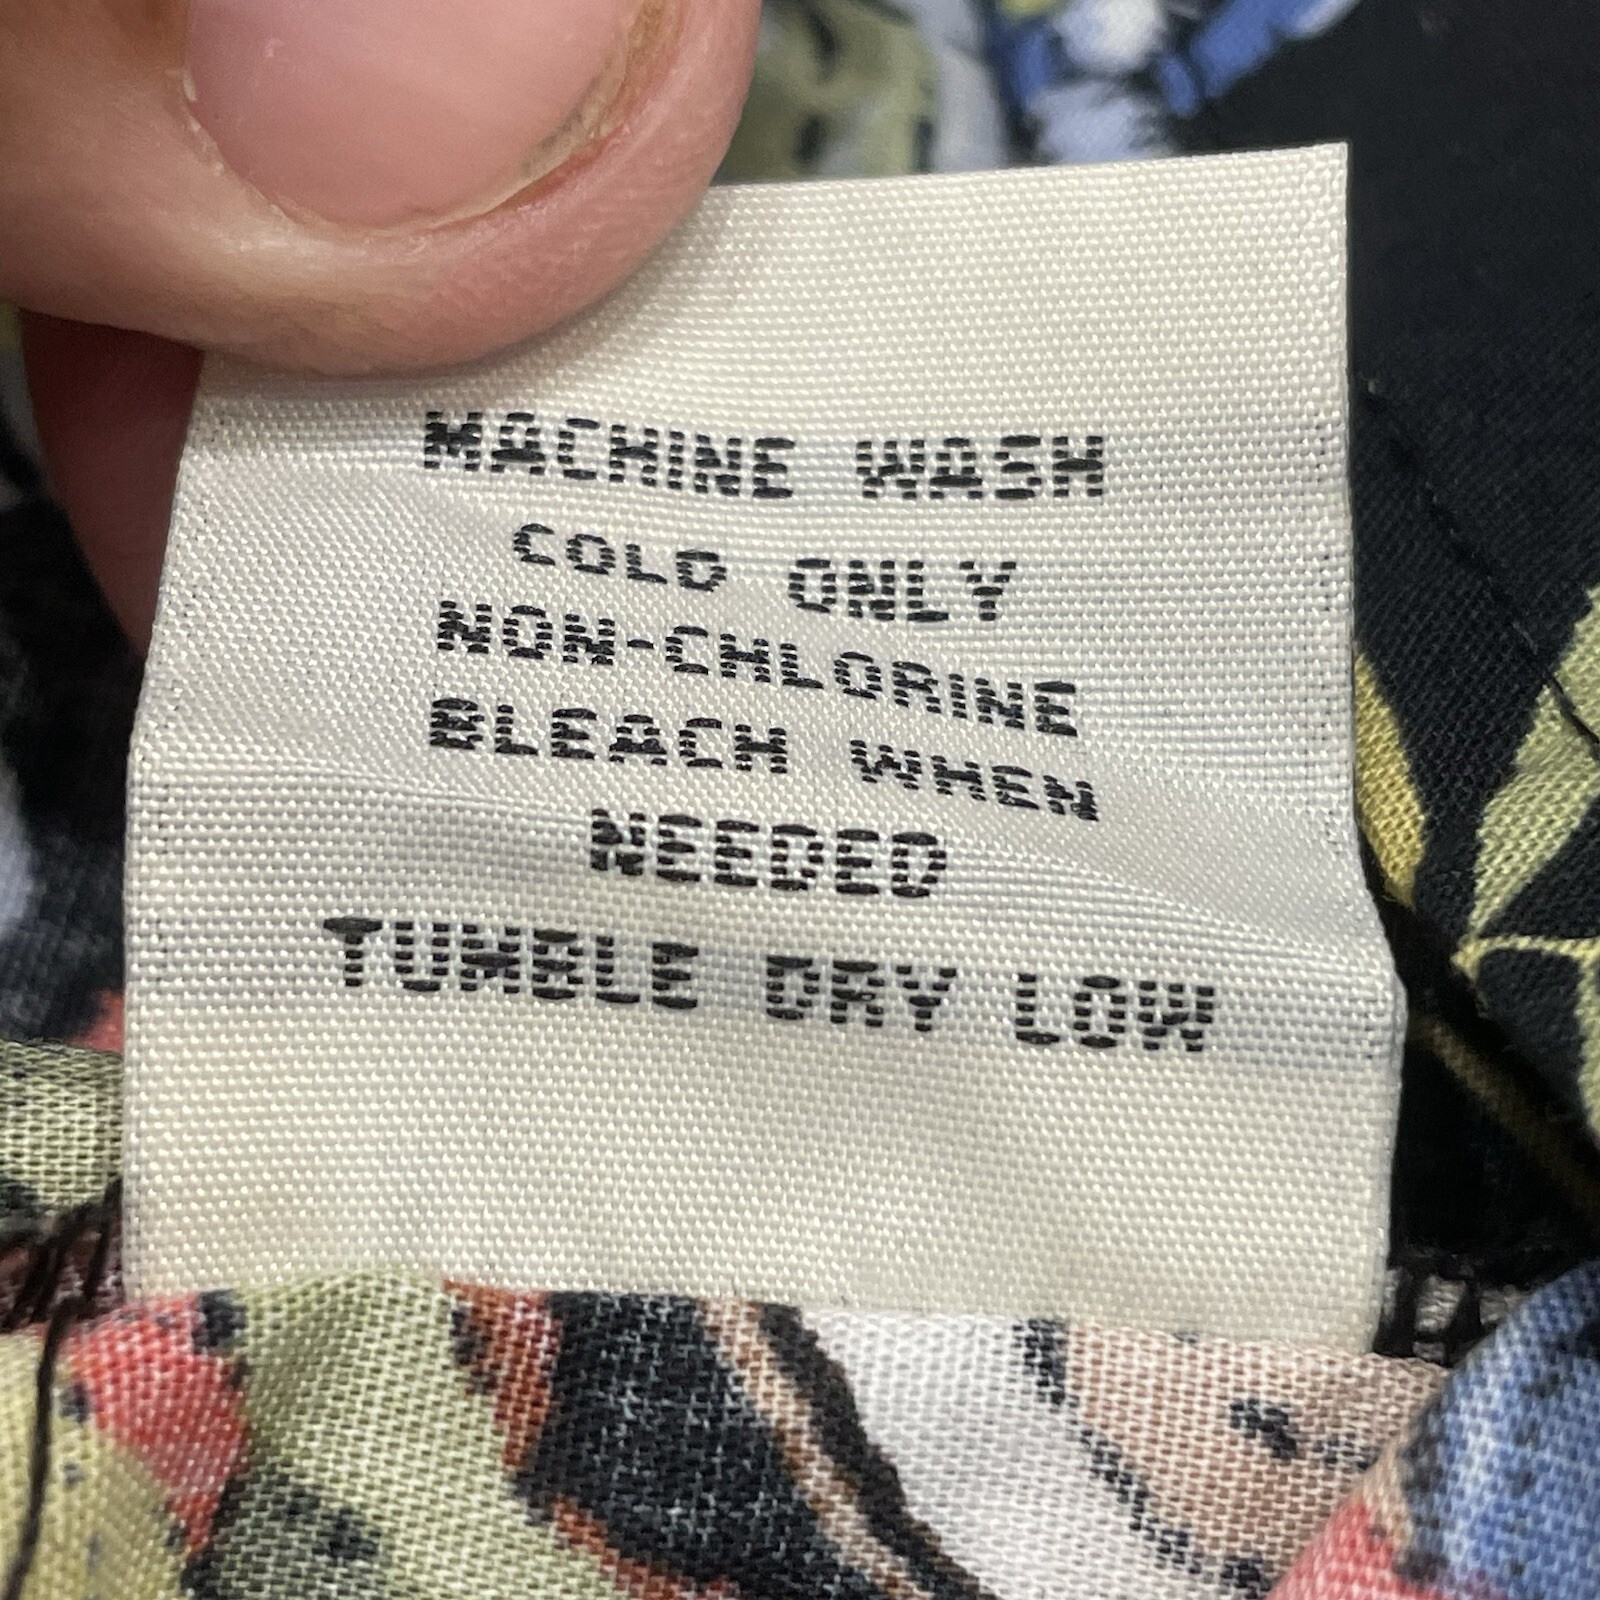 MACHINE WASH
COLD ONLY
NON-CHLORINE
BLEACH WHEN
NEEDED
TUMBLE DRY LOW